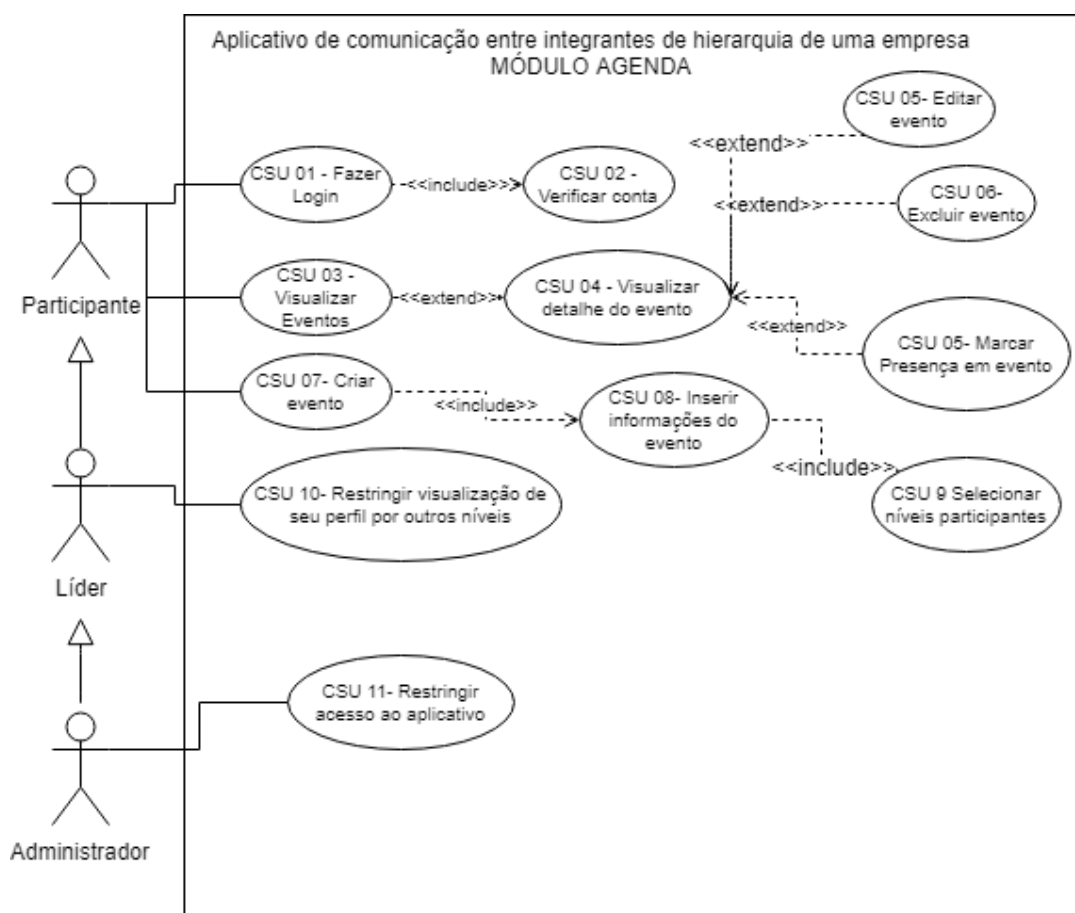 Aplicativo de comunicação entre integrantes de hierarquia de uma empresa
MÓDULO AGENDA
CSU 05- Editar
evento
<<extend>>
CSU 01 - Fazer
Login
<<include>>
CSU 02 -
Verificar conta
CSU 06-
Excluir evento
<<extend>>
Participante
CSU 03 -
Visualizar
Eventos
<<extend>>
CSU 04 - Visualizar
detalhe do evento
<<extend>>
CSU 05- Marcar
Presença em evento
CSU 07- Criar
evento
<<include>>
CSU 08- Inserir
informações do
evento
<<include>>
CSU 9 Selecionar
níveis participantes
CSU 10- Restringir visualização de
seu perfil por outros níveis
Líder
CSU 11- Restringir
acesso ao aplicativo
Administrador